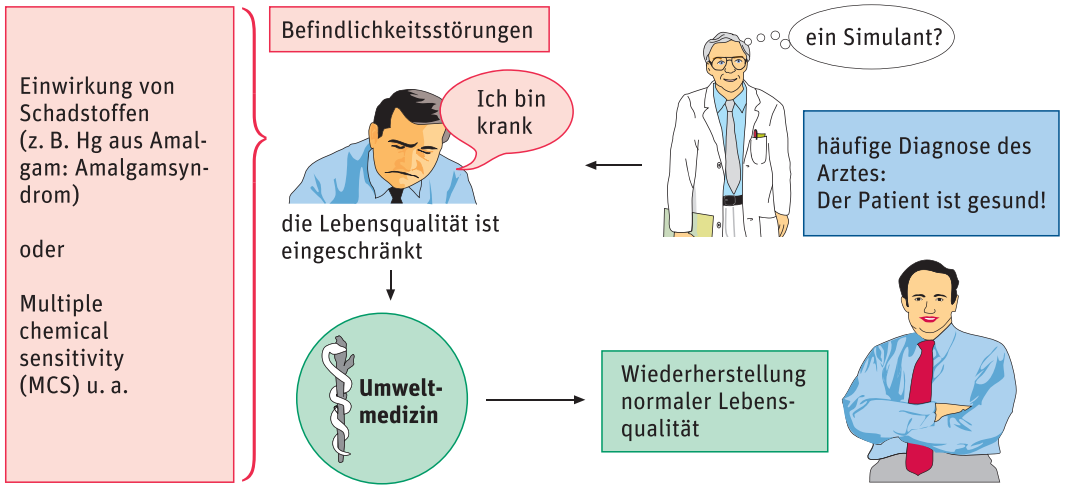 Einwirkung von
Schadstoffen
(z. B. Hg aus Amal-
gam: Amalgamsyn-
drom)
oder
Multiple
chemical
sensitivity
(MCS) u. a.
Befindlichkeitsstörungen
Ich bin
krank
die Lebensqualität ist
eingeschränkt
ein Simulant?
häufige Diagnose des
Arztes:
Der Patient ist gesund!
Umwelt-
medizin
Wiederherstellung
normaler Lebens-
qualität